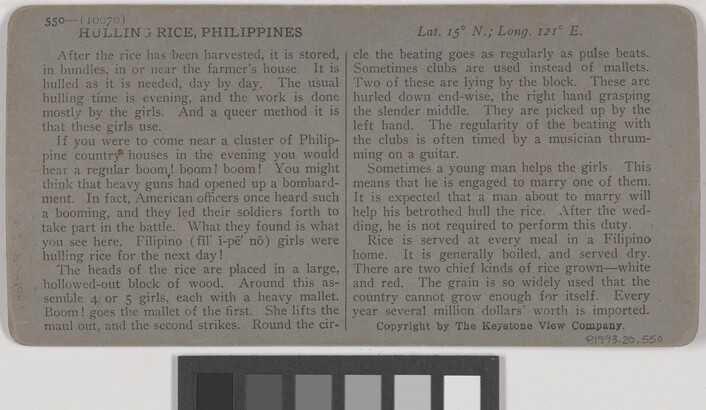 550—(10070)
HULLING RICE, PHILIPPINES
Lat. 15° N.; Long. 121° E.
After the rice has been harvested, it is stored,
in bundles, in or near the farmer's house. It is
hulled as it is needed, day by day. The usual
hulling time is evening, and the work is done
mostly by the girls. And a queer method it is
that these girls use.
If you were to come near a cluster of Philip-
pine country houses in the evening you would
hear a regular boom! boom! boom! You might
think that heavy guns had opened up a bombard-
ment. In fact, American officers once heard such
a booming, and they led their soldiers forth to
take part in the battle. What they found is what
you see here. Filipino (fĭl' ĭ-pē' nō) girls were
hulling rice for the next day!
The heads of the rice are placed in a large,
hollowed-out block of wood. Around this as-
semble 4 or 5 girls, each with a heavy mallet.
Boom! goes the mallet of the first. She lifts the
maul out, and the second strikes. Round the cir-
cle the beating goes as regularly as pulse beats.
Sometimes clubs are used instead of mallets.
Two of these are lying by the block. These are
hurled down end-wise, the right hand grasping
the slender middle. They are picked up by the
left hand. The regularity of the beating with
the clubs is often timed by a musician thrum-
ming on a guitar.
Sometimes a young man helps the girls. This
means that he is engaged to marry one of them.
It is expected that a man about to marry will
help his betrothed hull the rice. After the wed-
ding, he is not required to perform this duty.
Rice is served at every meal in a Filipino
home. It is generally boiled, and served dry.
There are two chief kinds of rice grown—white
and red. The grain is so widely used that the
country cannot grow enough for itself. Every
year several million dollars' worth is imported.
Copyright by The Keystone View Company.
P1993.20.550